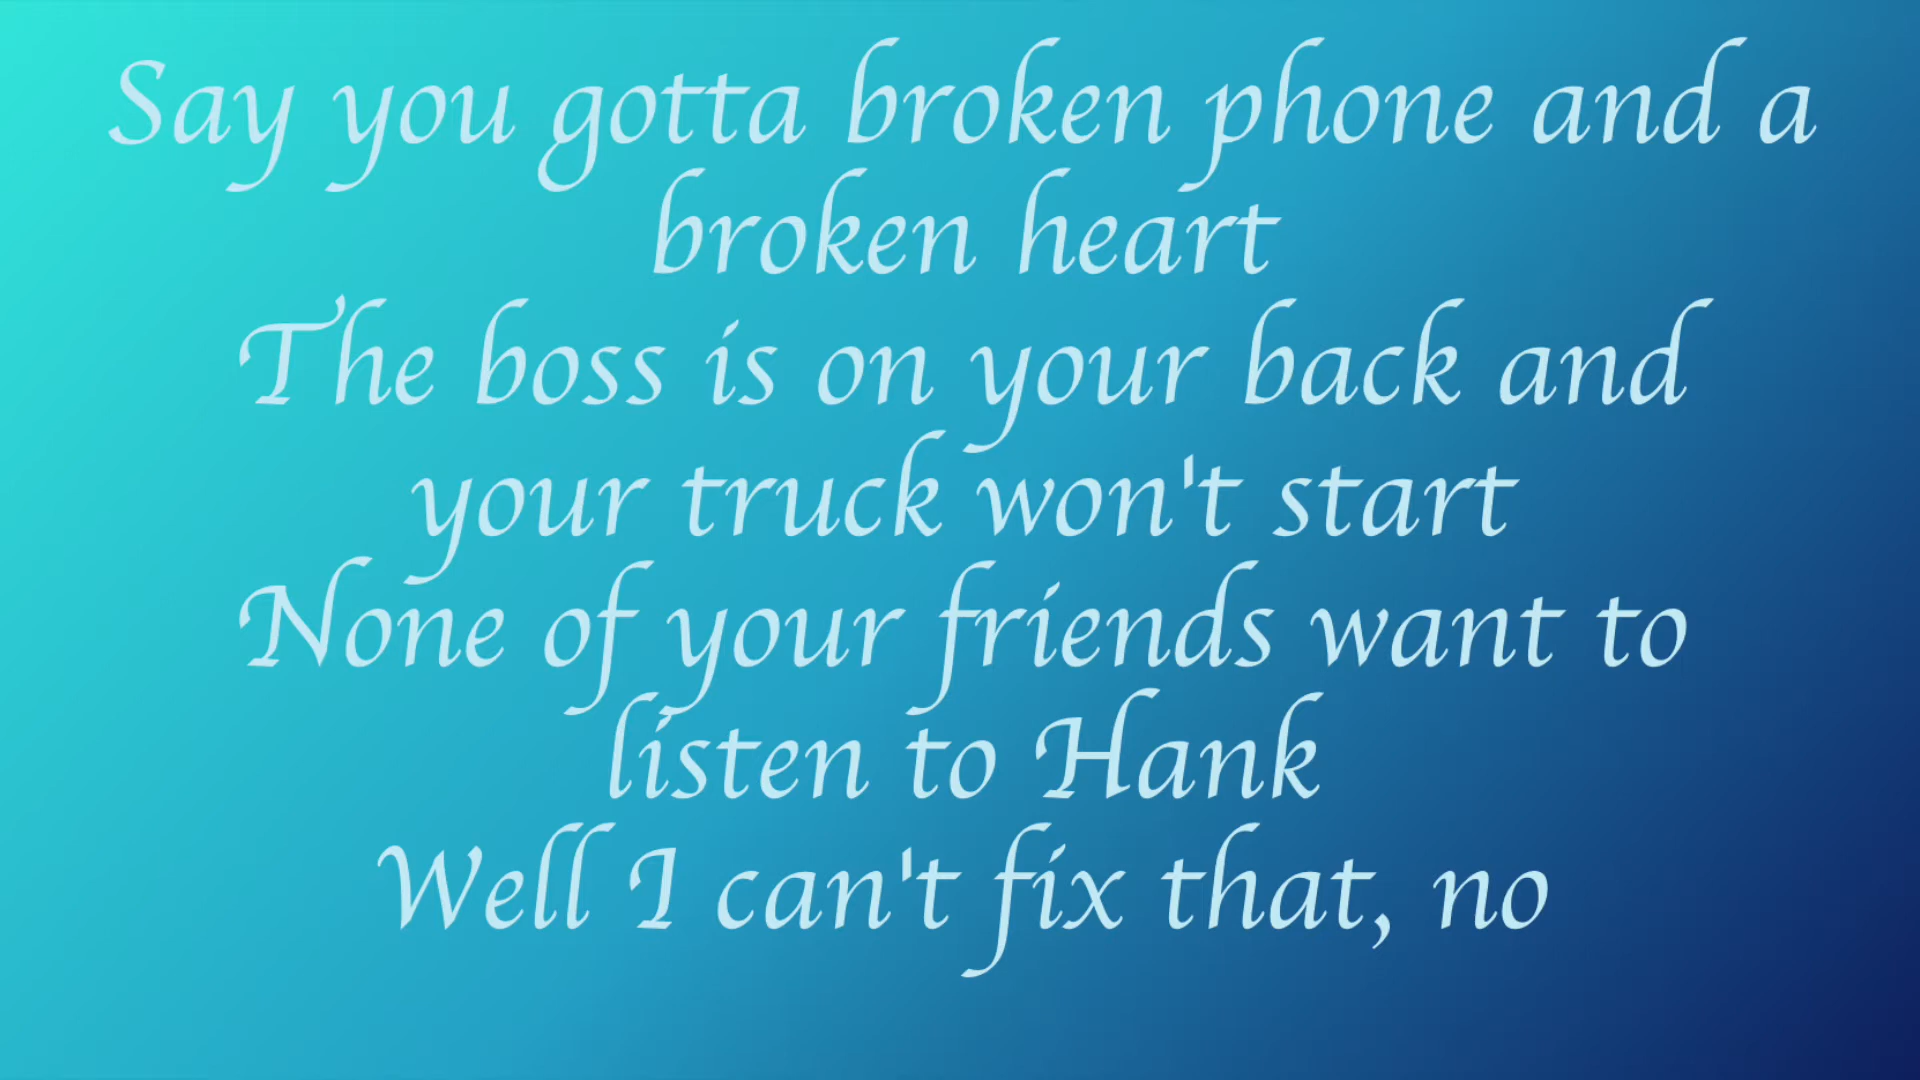 Say you gotta broken phone and a
broken heart
The boss is on your back and
your truck won't start
None of your friends want to
listen to Hank
Well I can't fix that, no